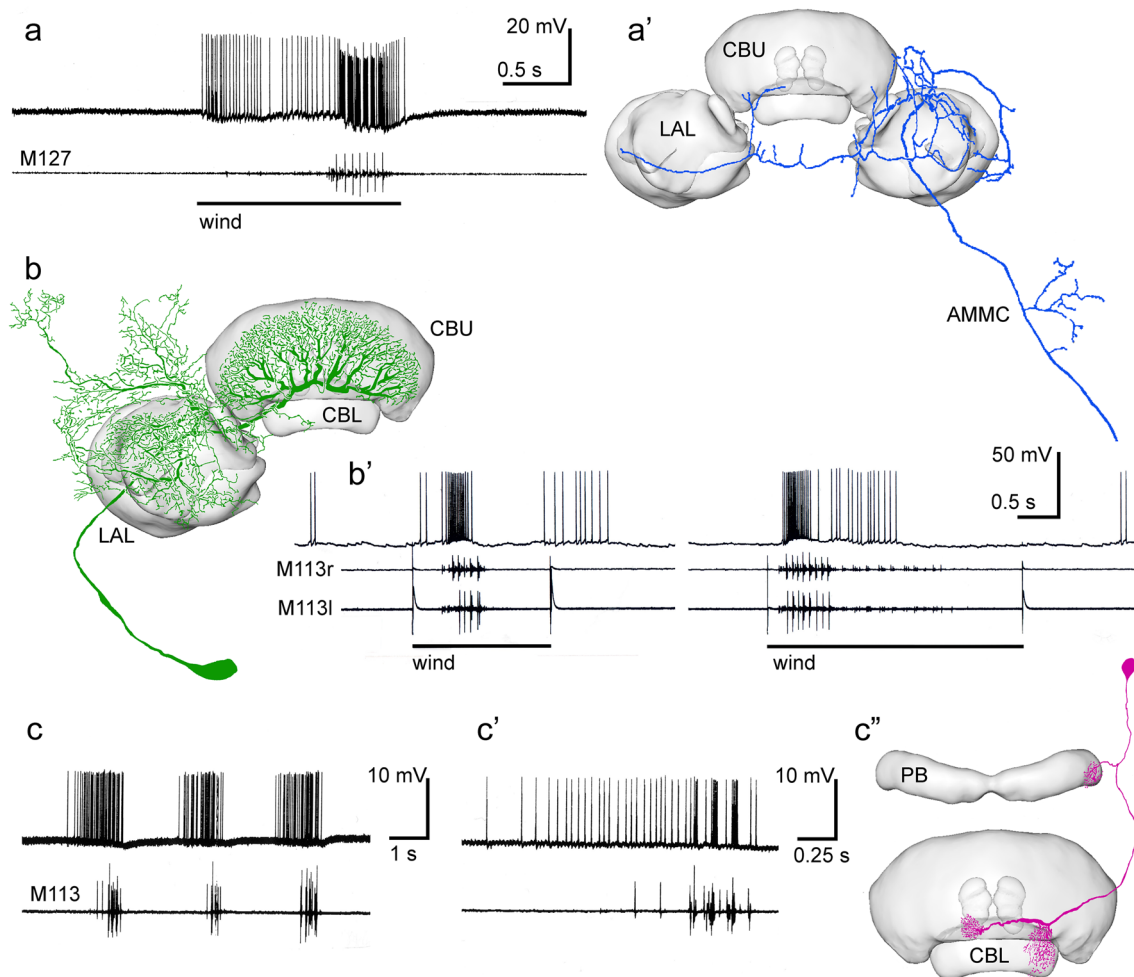 a
20 mV
0.5 s
M127
wind
a'
CBU
LAL
AMMC
b
CBU
CBL
LAL
b'
50 mV
0.5 s
M113r
M113l
wind
wind
c
10 mV
1 s
M113
c'
10 mV
0.25 s
c"
PB
CBL